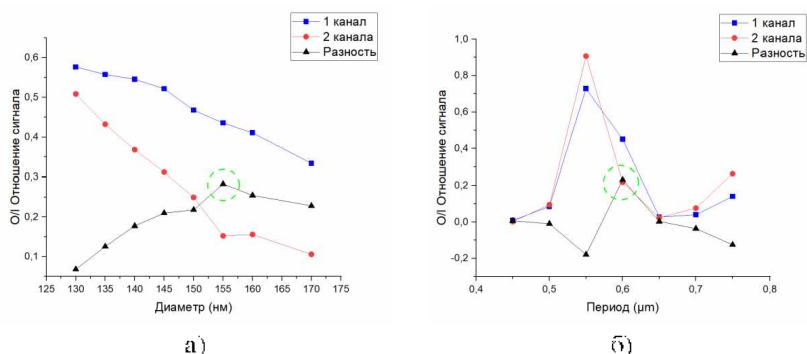 1 канал
2 канала
Разность
0,6
0,5
0,4
0,3
0,2
0,1
O/I Отношение сигнала
125 130 135 140 145 150 155 160 165 170 175
Диаметр (нм)
а)
1 канал
2 канала
Разность
1,0
0,8
0,6
0,4
0,2
0,0
-0,2
O/I Отношение сигнала
0,4 0,5 0,6 0,7 0,8
Период (μm)
б)